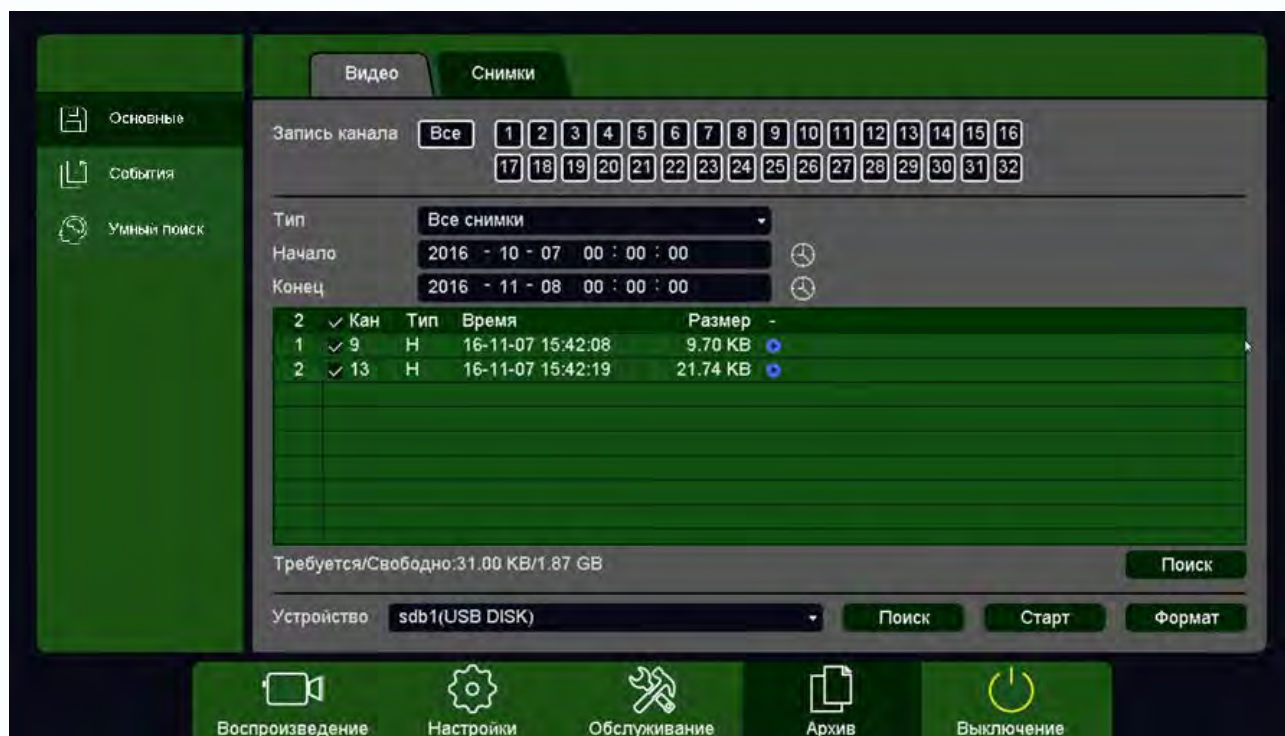 Видео Снимки
Основные
События
Умный поиск
Запись канала Все 1 2 3 4 5 6 7 8 9 10 11 12 13 14 15 16
17 18 19 20 21 22 23 24 25 26 27 28 29 30 31 32
Тип Все снимки
Начало 2016 - 10 - 07 00 : 00 : 00
Конец 2016 - 11 - 08 00 : 00 : 00
2 Кан Тип Время Размер -
1 9 Н 16-11-07 15:42:08 9.70 KB
2 13 Н 16-11-07 15:42:19 21.74 KB
Требуется/Свободно:31.00 KB/1.87 GB Поиск
Устройство sdb1(USB DISK) Поиск Старт Формат
Воспроизведение Настройки Обслуживание Архив Выключение